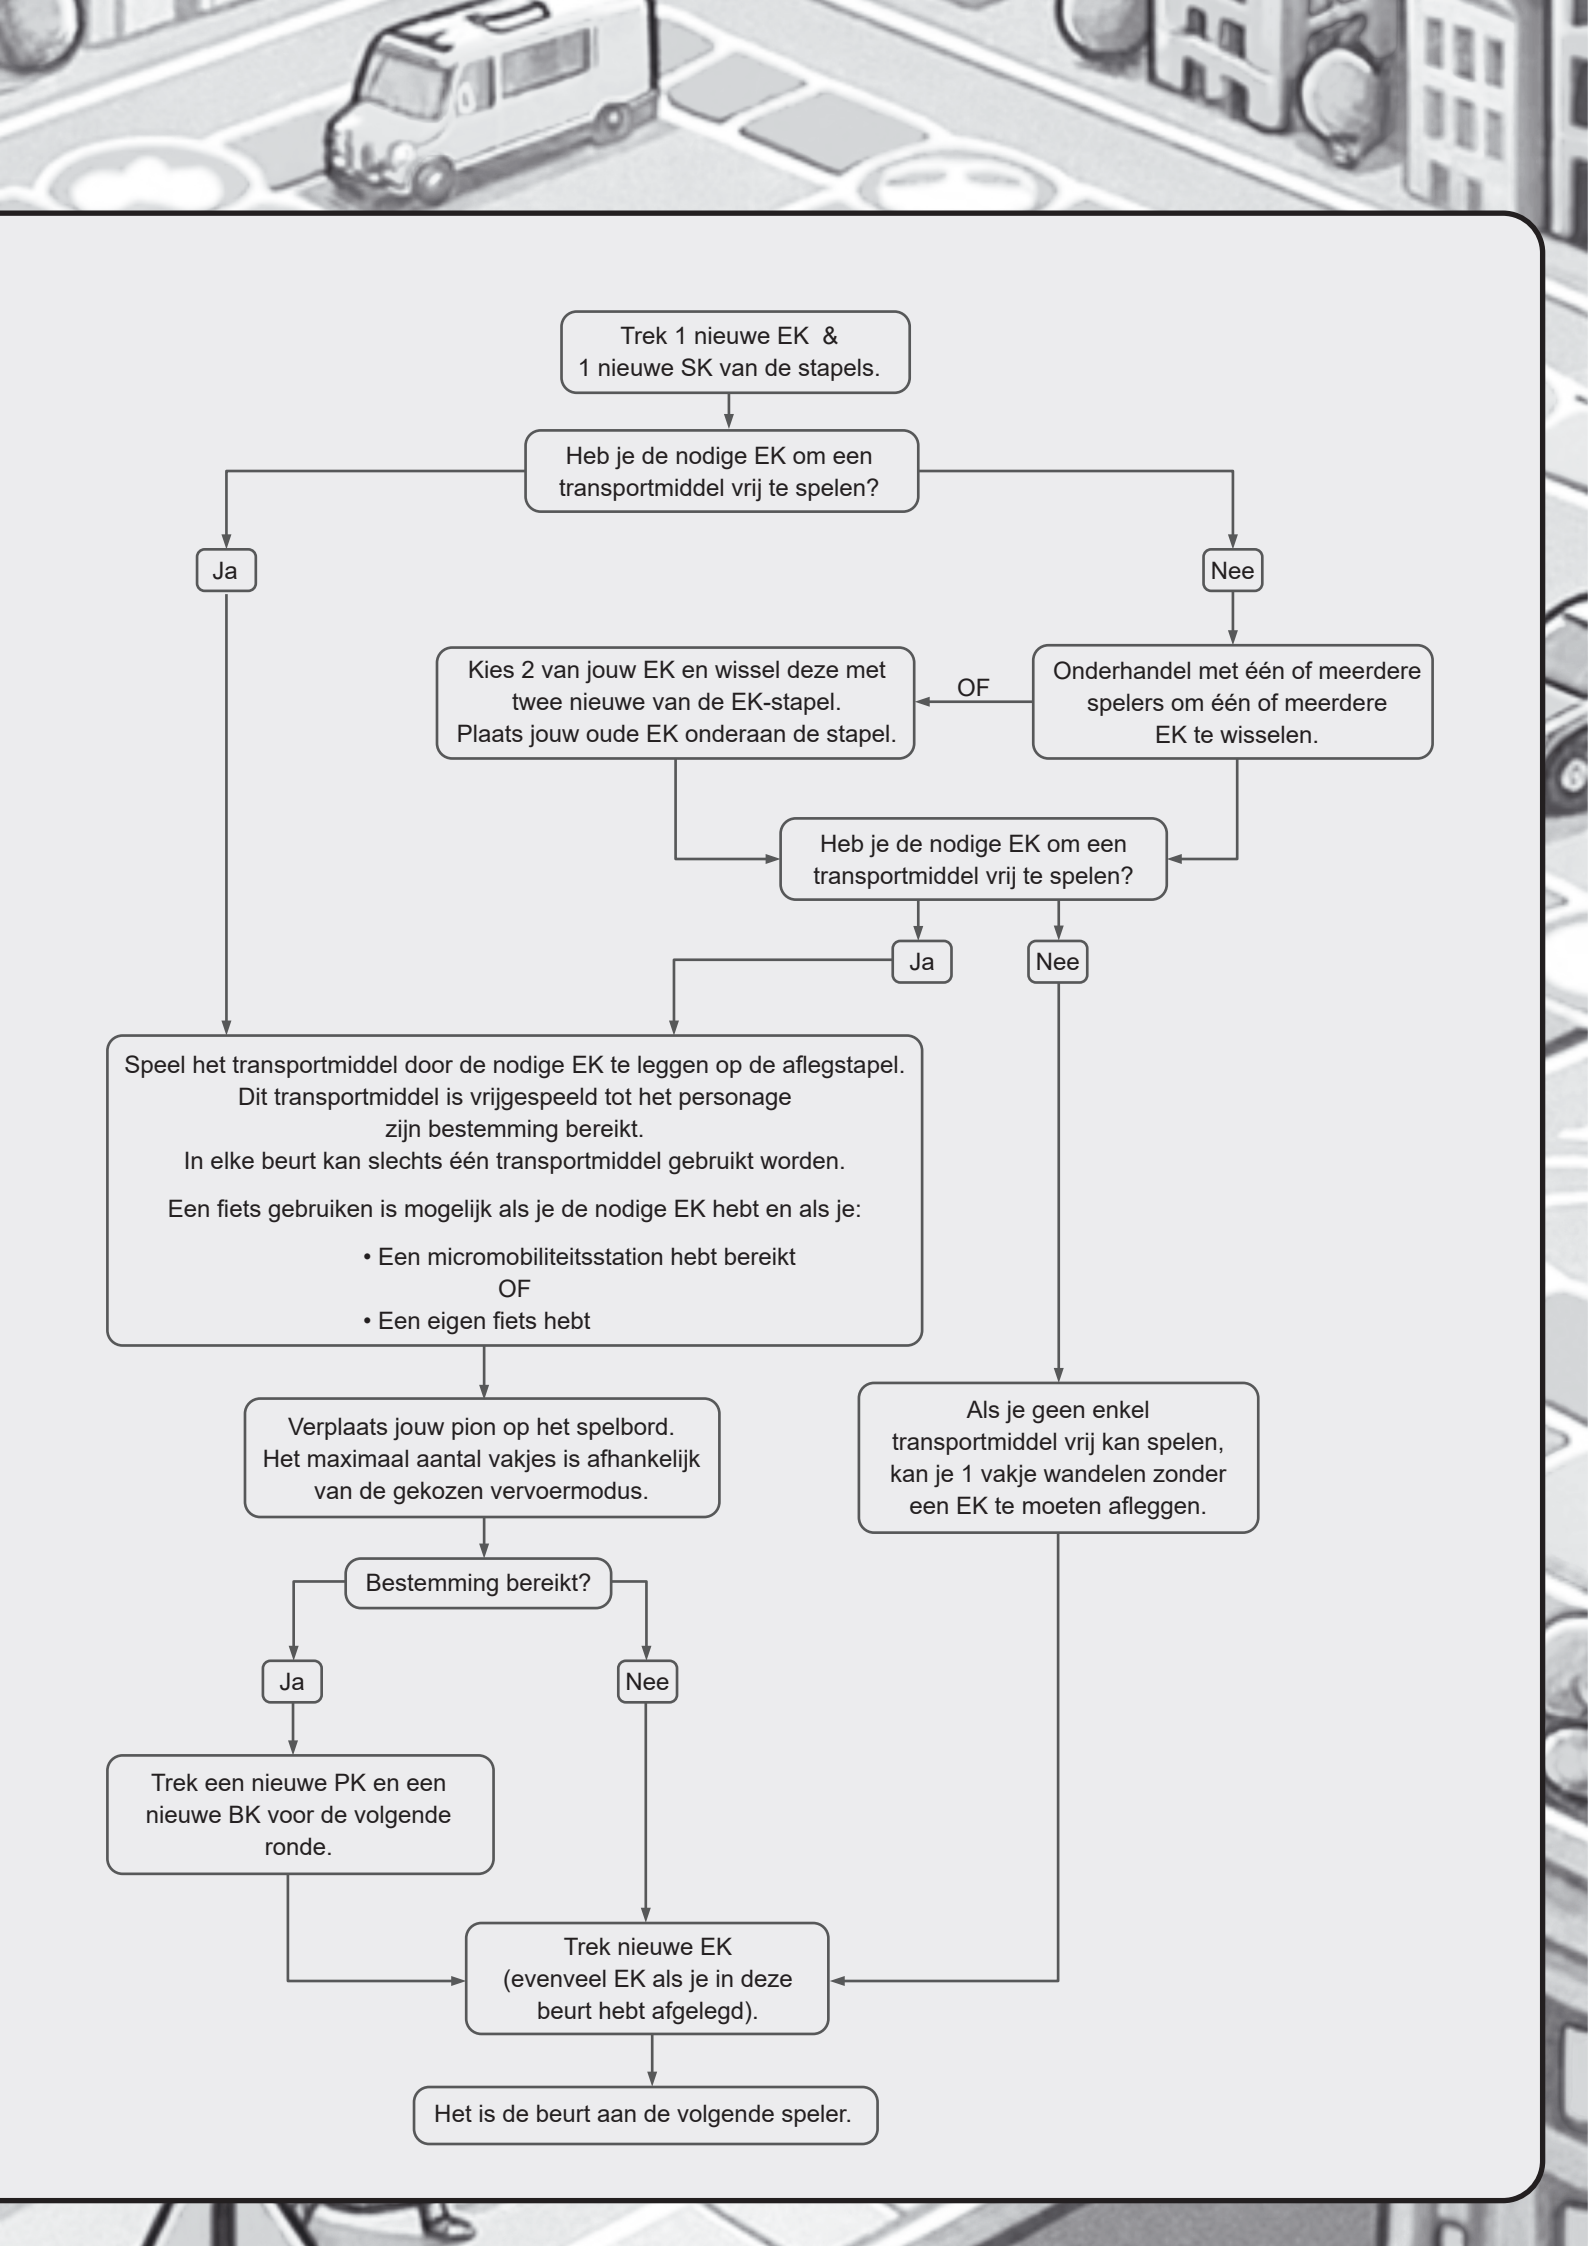 Trek 1 nieuwe EK  &
1 nieuwe SK van de stapels.
Heb je de nodige EK om een
transportmiddel vrij te spelen?
Ja
Nee
Kies 2 van jouw EK en wissel deze met
twee nieuwe van de EK-stapel.
Plaats jouw oude EK onderaan de stapel.
OF
Onderhandel met één of meerdere
spelers om één of meerdere
EK te wisselen.
Heb je de nodige EK om een
transportmiddel vrij te spelen?
Ja
Nee
Speel het transportmiddel door de nodige EK te leggen op de aflegstapel.
Dit transportmiddel is vrijgespeeld tot het personage
zijn bestemming bereikt.
In elke beurt kan slechts één transportmiddel gebruikt worden.
Een fiets gebruiken is mogelijk als je de nodige EK hebt en als je:
• Een micromobiliteitsstation hebt bereikt
OF
• Een eigen fiets hebt
Verplaats jouw pion op het spelbord.
Het maximaal aantal vakjes is afhankelijk
van de gekozen vervoermodus.
Als je geen enkel
transportmiddel vrij kan spelen,
kan je 1 vakje wandelen zonder
een EK te moeten afleggen.
Bestemming bereikt?
Ja
Nee
Trek een nieuwe PK en een
nieuwe BK voor de volgende
ronde.
Trek nieuwe EK
(evenveel EK als je in deze
beurt hebt afgelegd).
Het is de beurt aan de volgende speler.